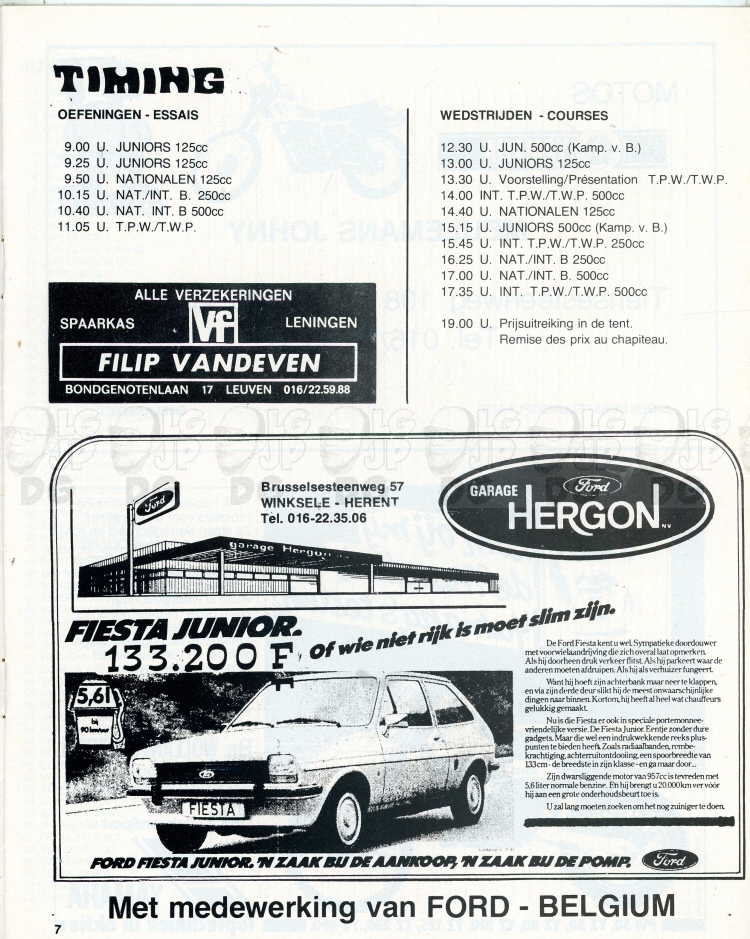 TIMING
OEFENINGEN - ESSAIS
9.00 U. JUNIORS 125cc
9.25 U. JUNIORS 125cc
9.50 U. NATIONALEN 125cc
10.15 U. NAT./INT. B. 250cc
10.40 U. NAT. INT. B 500cc
11.05 U. T.P.W./T.W.P.
WEDSTRIJDEN - COURSES
12.30 U. JUN. 500cc (Kamp. v. B.)
13.00 U. JUNIORS 125cc
13.30 U. Voorstelling/Présentation T.P.W./T.W.P.
14.00 INT. T.P.W./T.W.P. 500cc
14.40 U. NATIONALEN 125cc
15.15 U. JUNIORS 500cc (Kamp. v. B.)
15.45 U. INT. T.P.W./T.W.P. 250cc
16.25 U. NAT./INT. B 250cc
17.00 U. NAT./INT. B. 500cc
17.35 U. INT. T.P.W./T.W.P. 500cc
19.00 U. Prijsuitreiking in de tent.
Remise des prix au chapiteau.
ALLE VERZEKERINGEN
SPAARKAS Vf LENINGEN
FILIP VANDEVEN
BONDGENOTENLAAN 17 LEUVEN 016/22.59.88
Ford
Brusselsesteenweg 57
WINKSELE - HERENT
Tél. 016-22.35.06
garage Hergon
GARAGE Ford
HERGON NV
FIESTA JUNIOR.
133.200 F, Of wie niet rijk is moet slim zijn.
5,6l
bij
90 km/uur
FIESTA
De Ford Fiesta kent u wel. Sympatieke doordouwer
met voorwielaandrijving die zich overal laat opmerken.
Als hij doorheen druk verkeer flitst. Als hij parkeert waar de
anderen moeten afdruipen. Als hij als verhuizer fungeert.
Want hij hoeft zijn achterbank maar neer te klappen,
en via zijn derde deur slikt hij de meest onwaarschijnlijke
dingen naar binnen. Kortom, hij heeft al heel wat chauffeurs
gelukkig gemaakt.
Nu is die Fiesta er ook in speciale portemonnee-
vriendelijke versie. De Fiesta Junior. Eentje zonder dure
gadgets. Maar die wel een indrukwekkende reeks plus-
punten te bieden heeft. Zoals radiaalbanden, rembe-
krachtiging, achterruitontdooiing, een spoorbreedte van
133 cm - de breedste in zijn klasse - en ga maar door...
Zijn dwarsliggende motor van 957 cc is tevreden met
5,6 liter normale benzine. En hij brengt u 20.000 km ver vóór
hij aan een grote onderhoudsbeurt toe is.
U zal lang moeten zoeken om het nog zuiniger te doen.
FORD FIESTA JUNIOR. 'N ZAAK BIJ DE AANKOOP, 'N ZAAK BIJ DE POMP. Ford
Met medewerking van FORD - BELGIUM
7